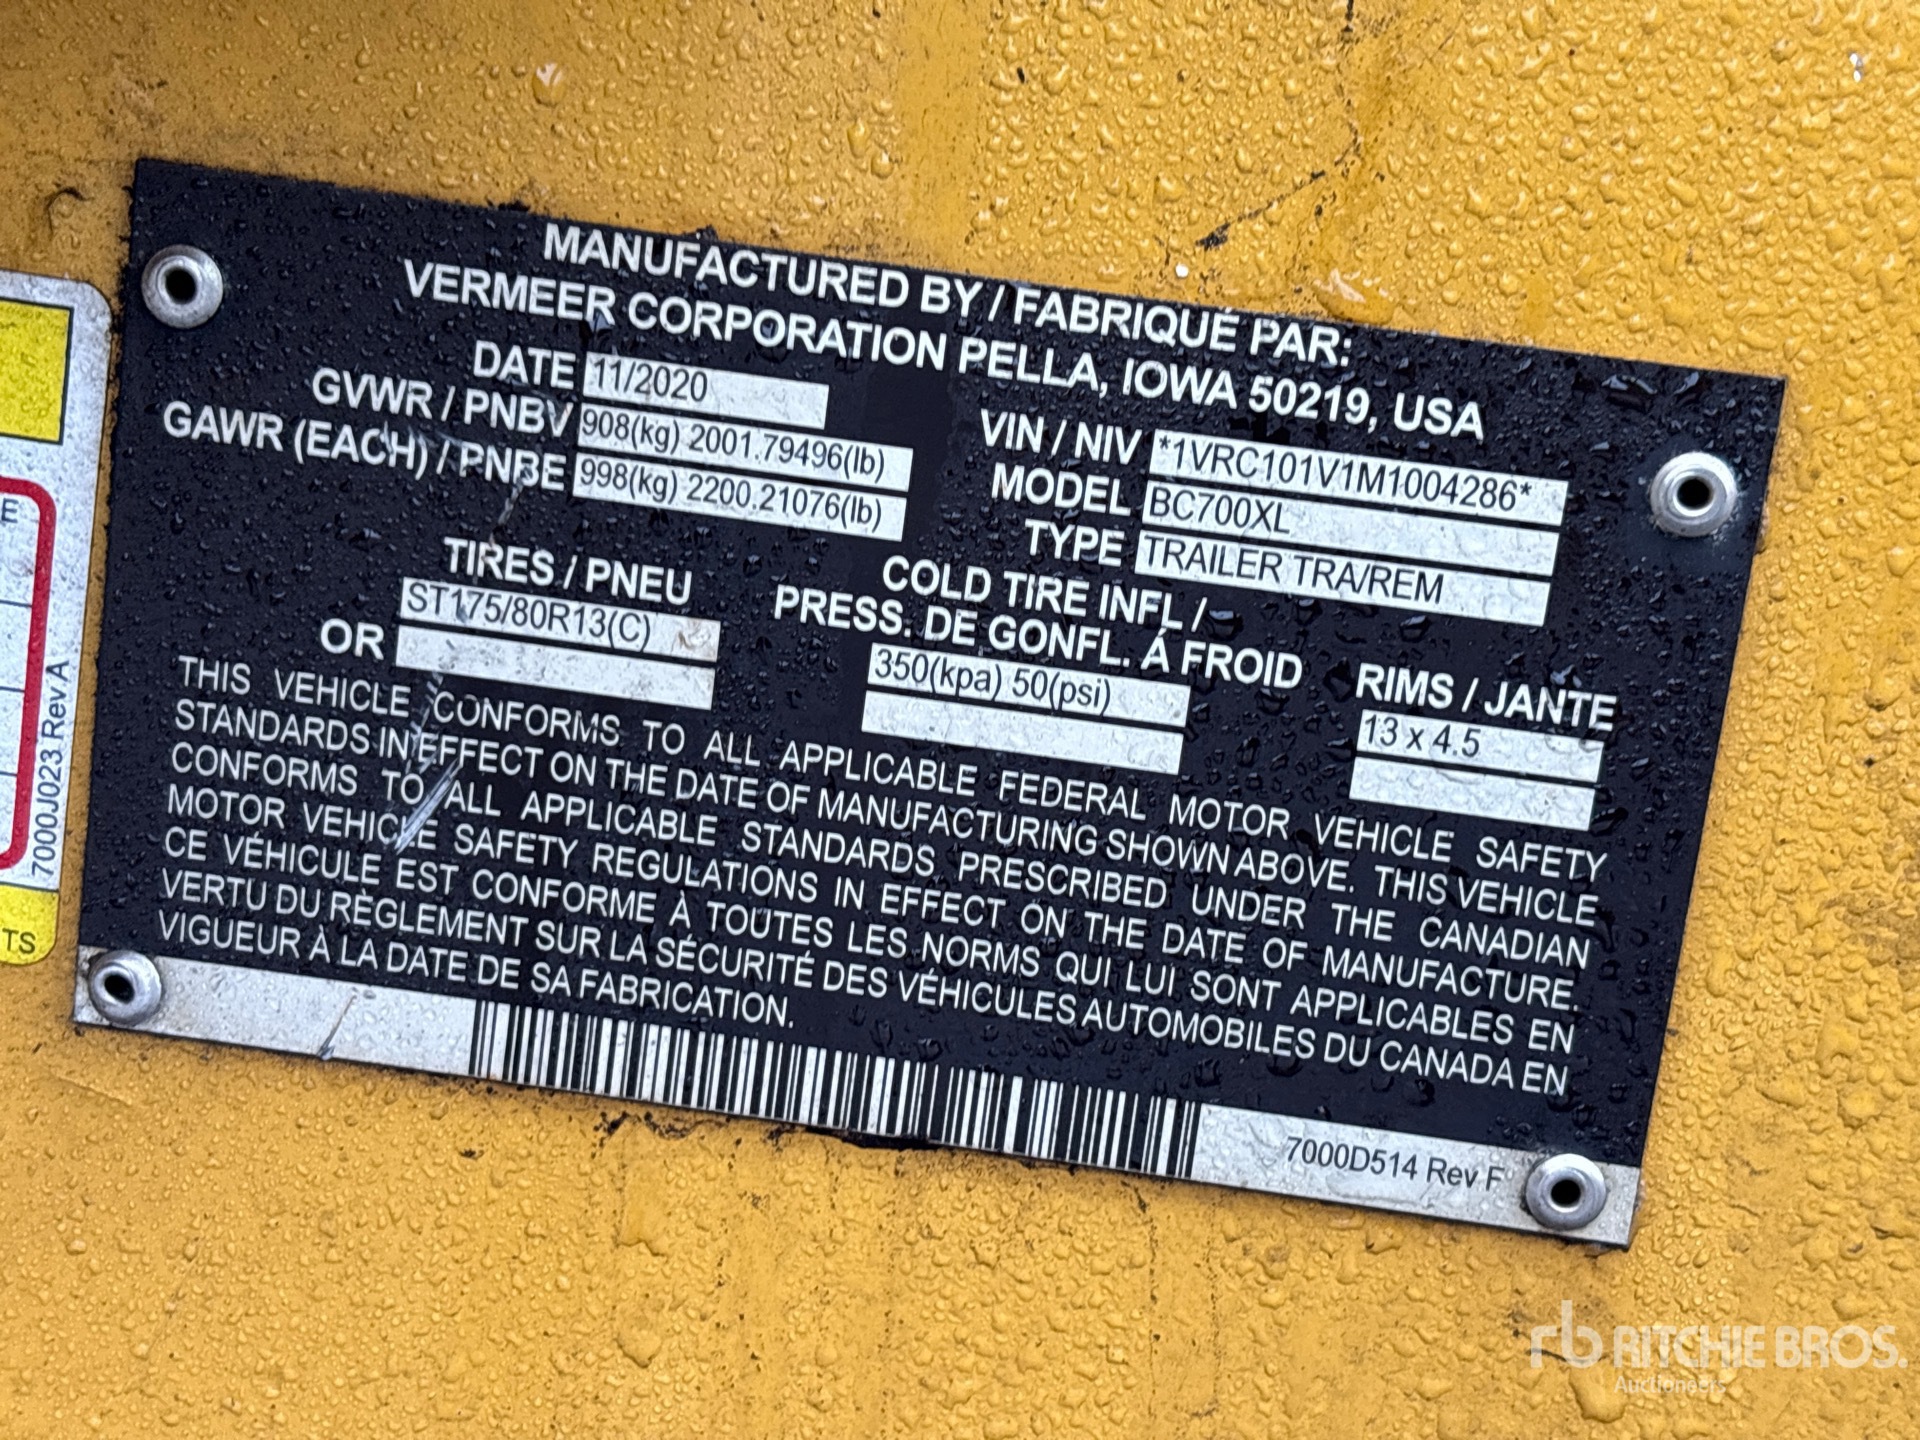 MANUFACTURED BY / FABRIQUÉ PAR:
VERMEER CORPORATION PELLA, IOWA 50219, USA
DATE 11/2020
GVWR / PNBV 908(kg) 2001.79496(lb)
GAWR (EACH) / PNBE 998(kg) 2200.21076(lb)
VIN / NIV *1VRC101V1M1004286*
MODEL BC700XL
TYPE TRAILER TRA/REM
TIRES / PNEU
ST175/80R13(C)
OR
COLD TIRE INFL /
PRESS. DE GONFL. Á FROID
350(kpa) 50(psi)
RIMS / JANTE
13 x 4.5
THIS VEHICLE CONFORMS TO ALL APPLICABLE FEDERAL MOTOR VEHICLE SAFETY
STANDARDS IN EFFECT ON THE DATE OF MANUFACTURING SHOWN ABOVE. THIS VEHICLE
CONFORMS TO ALL APPLICABLE STANDARDS PRESCRIBED UNDER THE CANADIAN
MOTOR VEHICLE SAFETY REGULATIONS IN EFFECT ON THE DATE OF MANUFACTURE.
CE VÉHICULE EST CONFORME À TOUTES LES NORMS QUI LUI SONT APPLICABLES EN
VERTU DU RÈGLEMENT SUR LA SÉCURITÉ DES VÉHICULES AUTOMOBILES DU CANADA EN
VIGUEUR À LA DATE DE SA FABRICATION.
7000D514 Rev F
E
7000J023 Rev A
TS
rb RITCHIE BROS.
Auctioneers